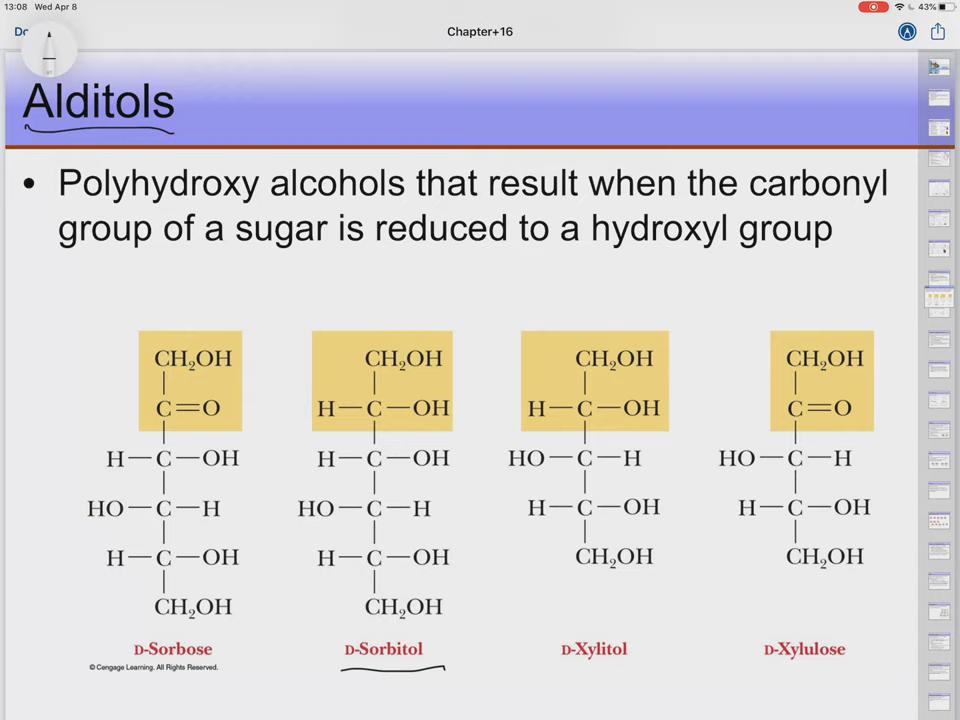 13:08 Wed Apr 8
43%
Chapter+16
Alditols
• Polyhydroxy alcohols that result when the carbonyl
group of a sugar is reduced to a hydroxyl group
CH₂OH
C=O
H—C—OH
HO—C—H
H—C—OH
CH₂OH
D-Sorbose
© Cengage Learning. All Rights Reserved.
CH₂OH
H—C—OH
H—C—OH
HO—C—H
H—C—OH
CH₂OH
D-Sorbitol
CH₂OH
H—C—OH
HO—C—H
H—C—OH
CH₂OH
D-Xylitol
CH₂OH
C=O
HO—C—H
H—C—OH
CH₂OH
D-Xylulose